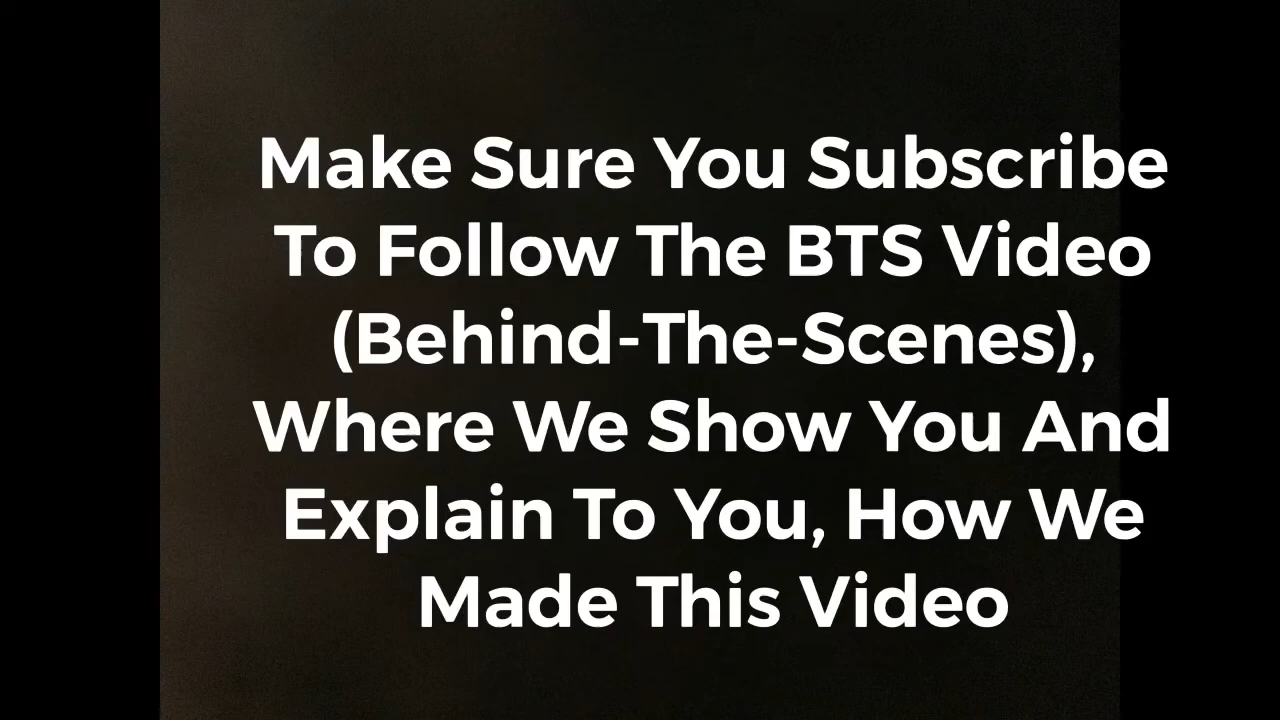 Make Sure You Subscribe
To Follow The BTS Video
(Behind-The-Scenes),
Where We Show You And
Explain To You, How We
Made This Video